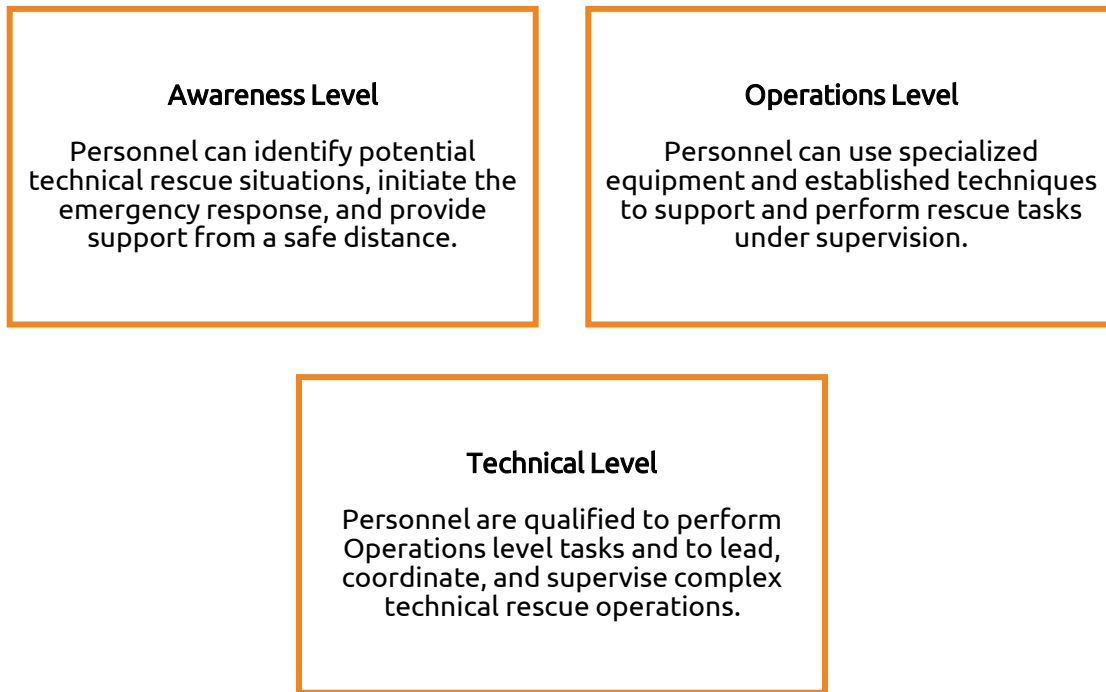 Awareness Level
Personnel can identify potential
technical rescue situations, initiate the
emergency response, and provide
support from a safe distance.
Operations Level
Personnel can use specialized
equipment and established techniques
to support and perform rescue tasks
under supervision.
Technical Level
Personnel are qualified to perform
Operations level tasks and to lead,
coordinate, and supervise complex
technical rescue operations.